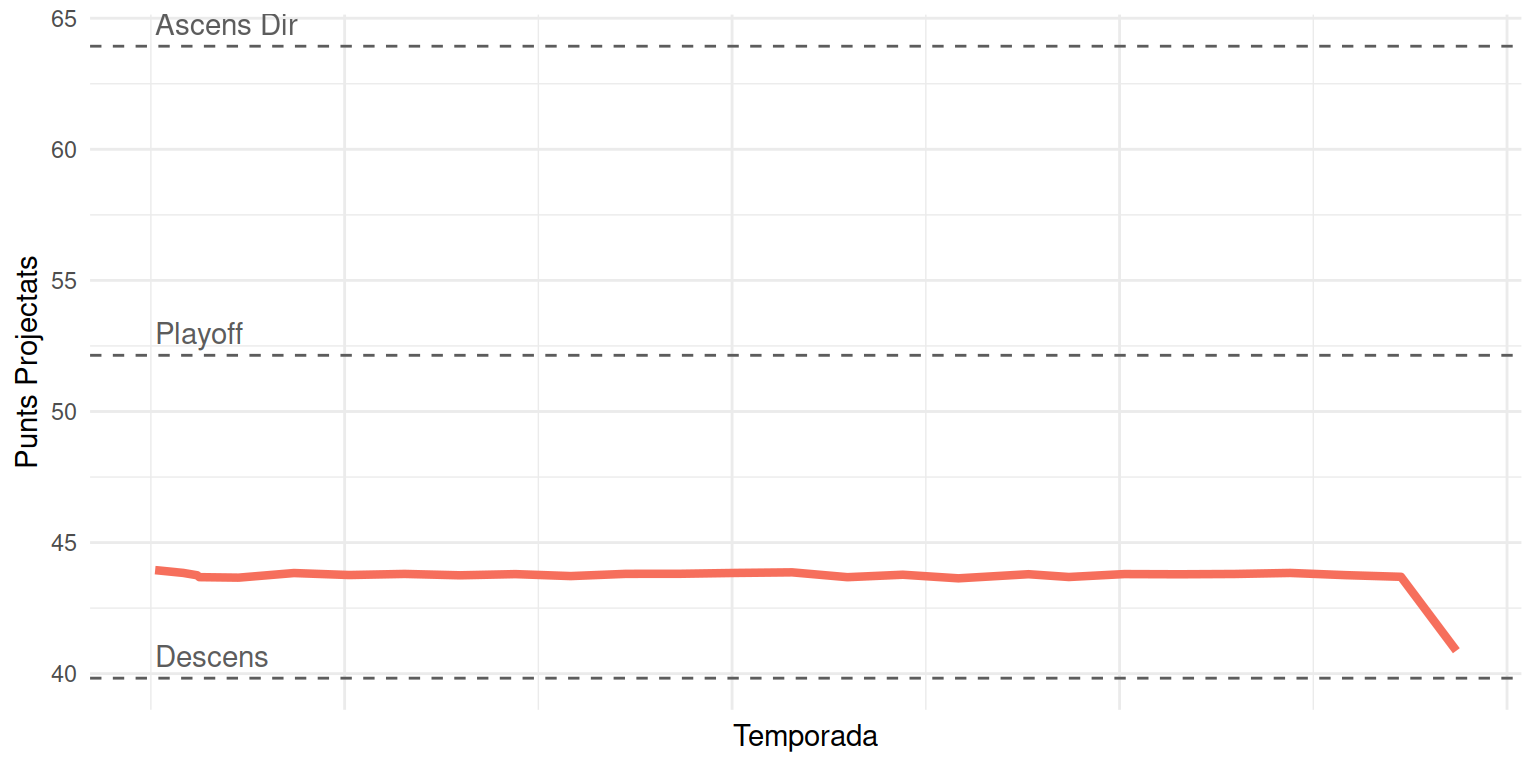 65
Ascens Dir
60
55
Playoff
50
45
Descens
40
Punts Projectats
Temporada